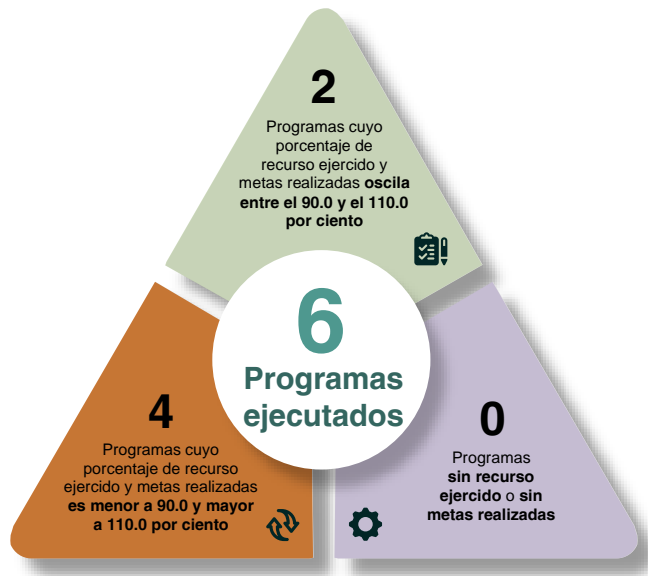 2
Programas cuyo
porcentaje de
recurso ejercido y
metas realizadas oscila
entre el 90.0 y el 110.0
por ciento
6
Programas
ejecutados
4
Programas cuyo
porcentaje de recurso
ejercido y metas realizadas
es menor a 90.0 y mayor
a 110.0 por ciento
0
Programas
sin recurso
ejercido o sin
metas realizadas